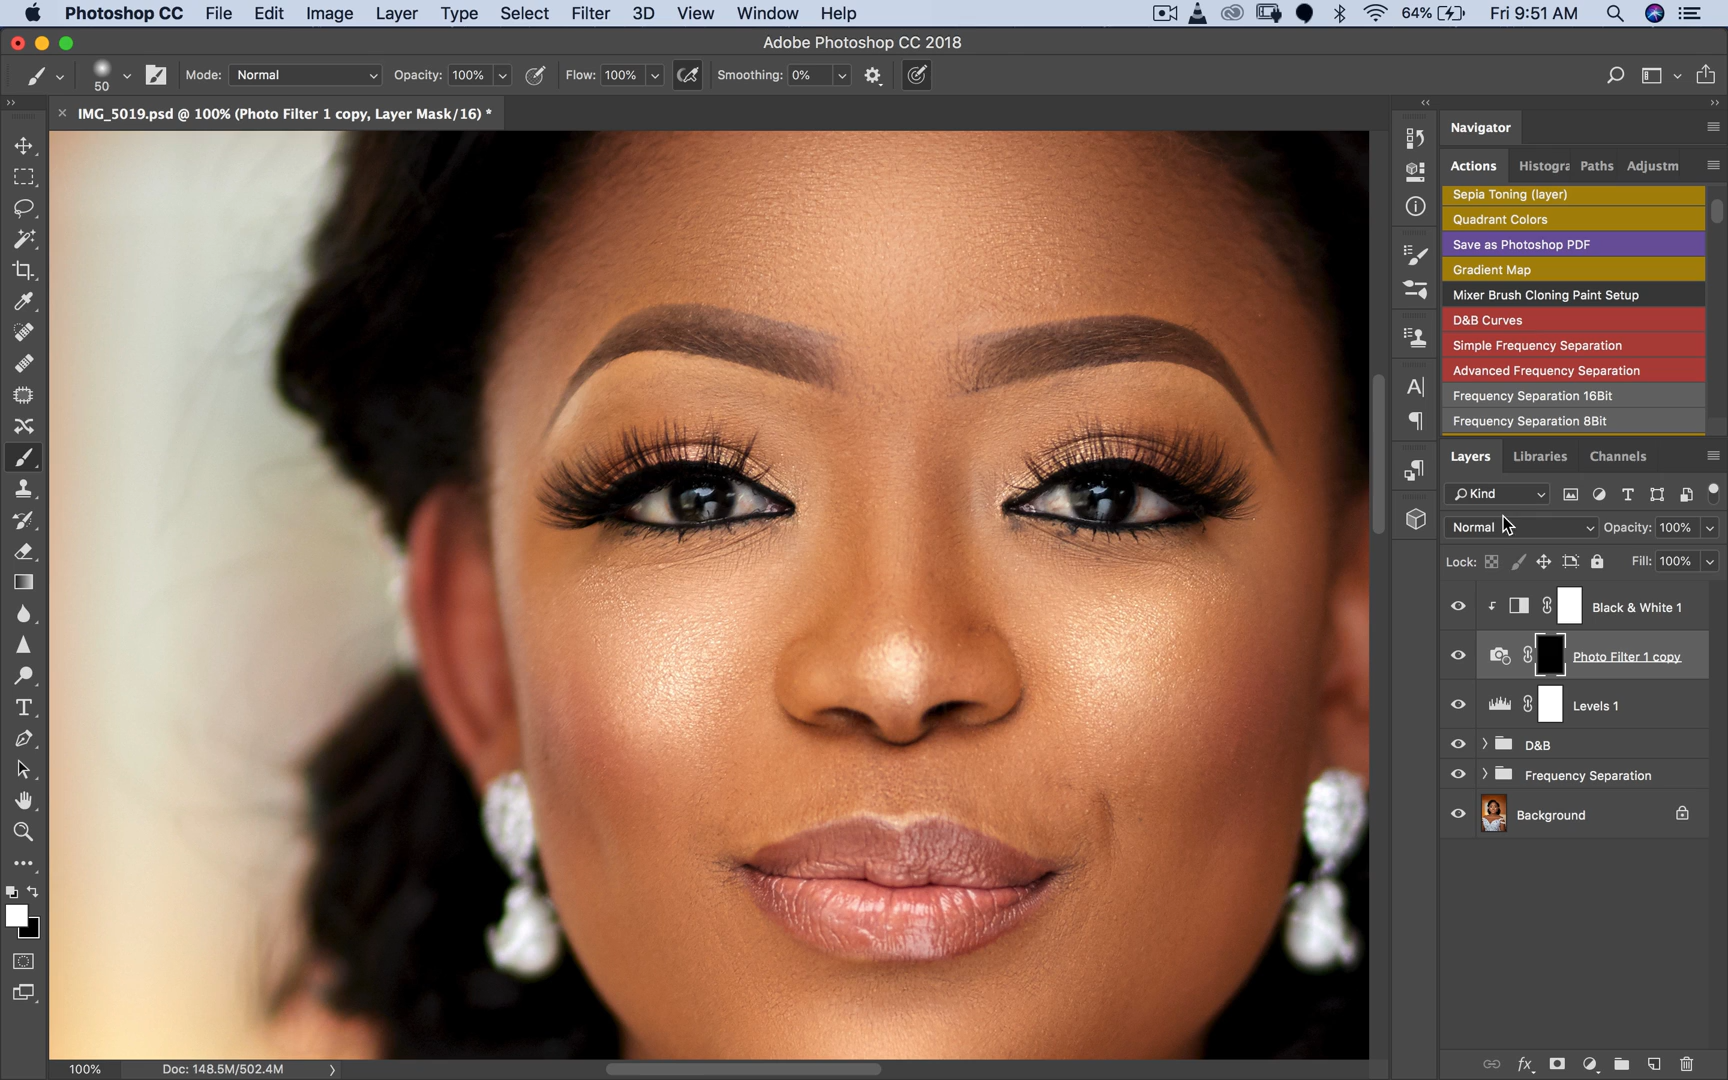 Photoshop CC File Edit Image Layer Type Select Filter 3D View Window Help 64% Fri 9:51 AM
Adobe Photoshop CC 2018
50 Mode: Normal Opacity: 100% Flow: 100% Smoothing: 0%
IMG_5019.psd @ 100% (Photo Filter 1 copy, Layer Mask/16) *
Navigator
Actions Histogra Paths Adjustm
Sepia Toning (layer)
Quadrant Colors
Save as Photoshop PDF
Gradient Map
Mixer Brush Cloning Paint Setup
D&B Curves
Simple Frequency Separation
Advanced Frequency Separation
Frequency Separation 16Bit
Frequency Separation 8Bit
Layers Libraries Channels
Kind
Normal Opacity: 100%
Lock: Fill: 100%
Black & White 1
Photo Filter 1 copy
Levels 1
D&B
Frequency Separation
Background
fx
100% Doc: 148.5M/502.4M